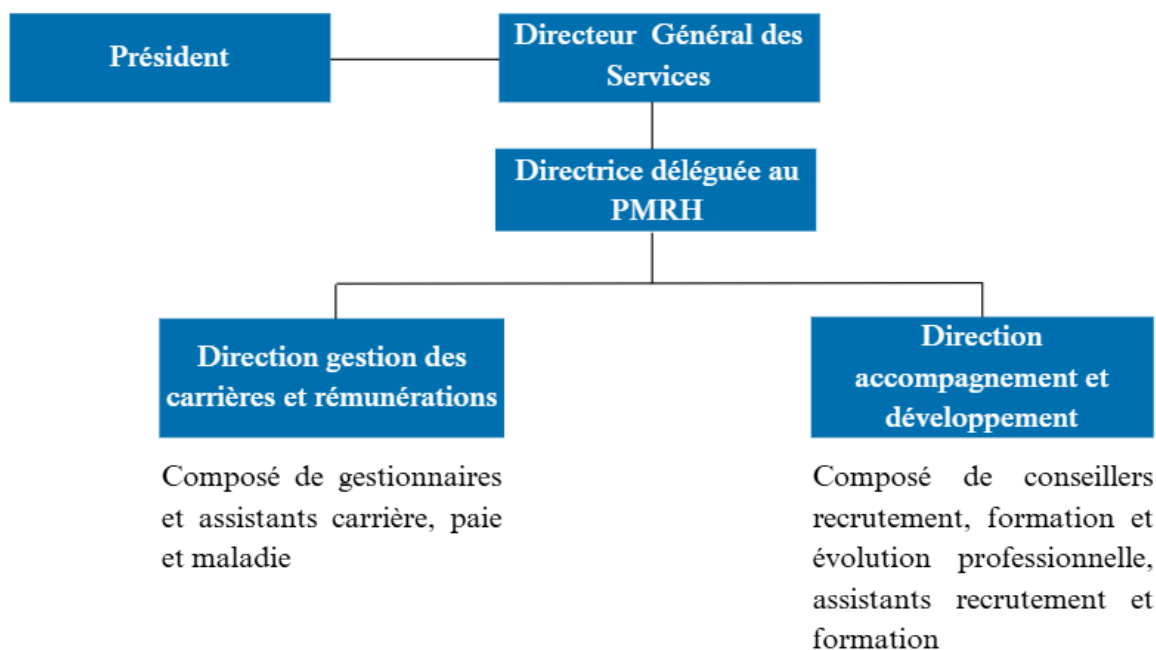 Président
Directeur Général des
Services
Directrice déléguée au
PMRH
Direction gestion des
carrières et rémunérations
Direction
accompagnement et
développement
Composé de gestionnaires
et assistants carrière, paie
et maladie
Composé de conseillers
recrutement, formation et
évolution professionnelle,
assistants recrutement et
formation